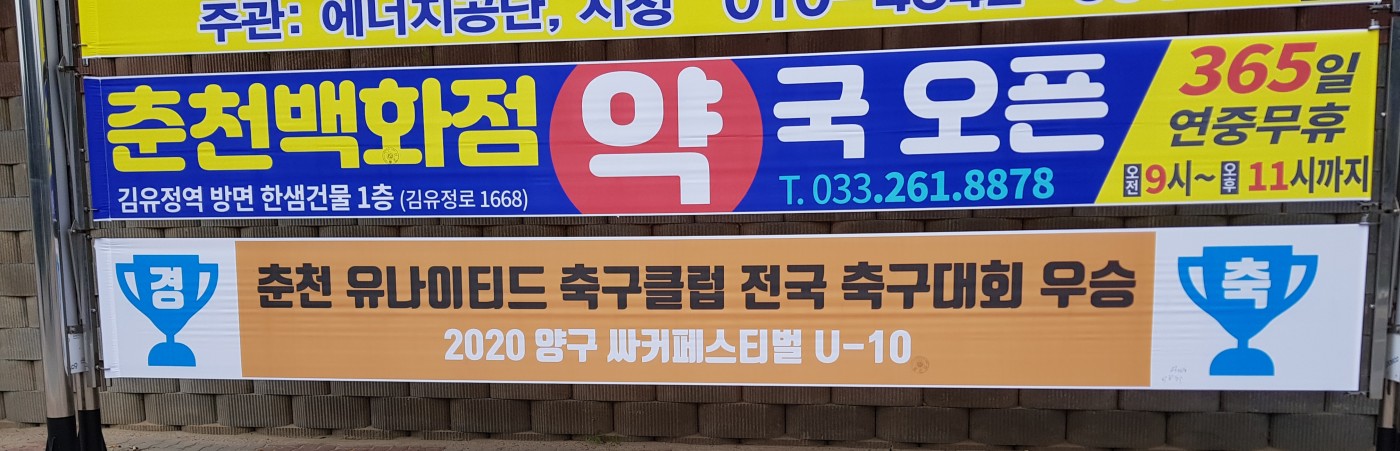 주관: 에너지공단, 시청
춘천백화점 약국 오픈
김유정역 방면 한샘건물 1층 (김유정로 1668)
T. 033.261.8878
365일
연중무휴
오전 9시~오후 11시까지
경 춘천 유나이티드 축구클럽 전국 축구대회 우승 축
2020 양구 싸커페스티벌 U-10